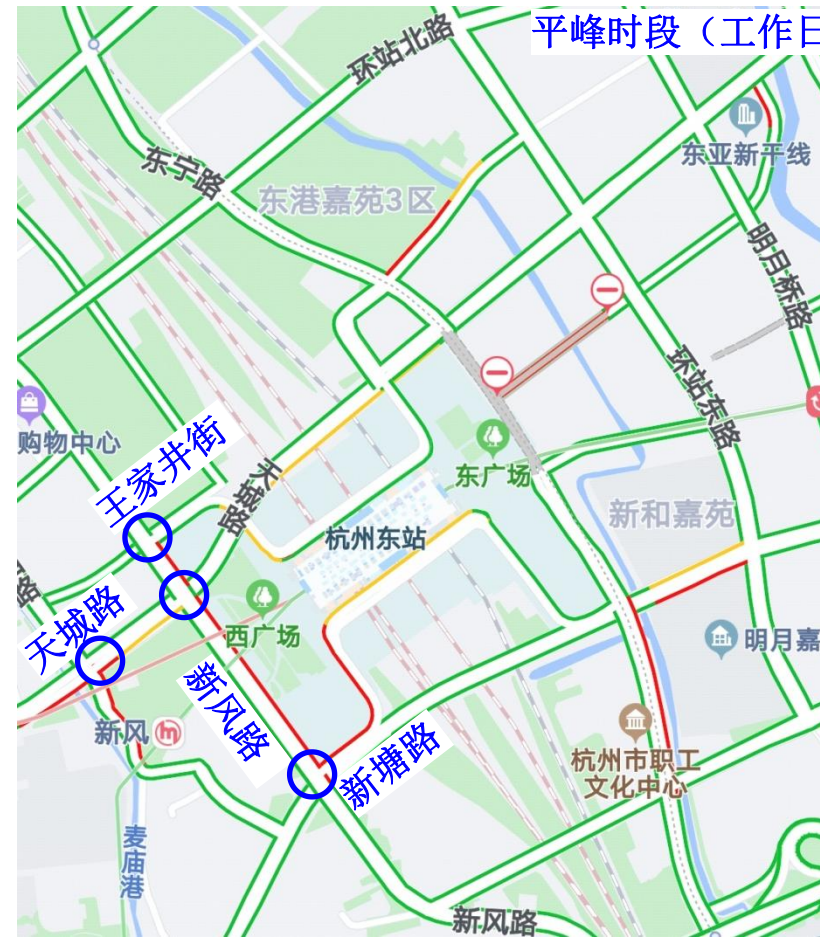 平峰时段（工作日
环站北路
东亚新干线
东宁路
东港嘉苑3区
明月桥路
环站东路
购物中心
王家井街
天城路
东广场
新和嘉苑
杭州东站
路
天城路
西广场
明月嘉
新风路
新风
新塘路
杭州市职工
文化中心
麦庙港
新风路